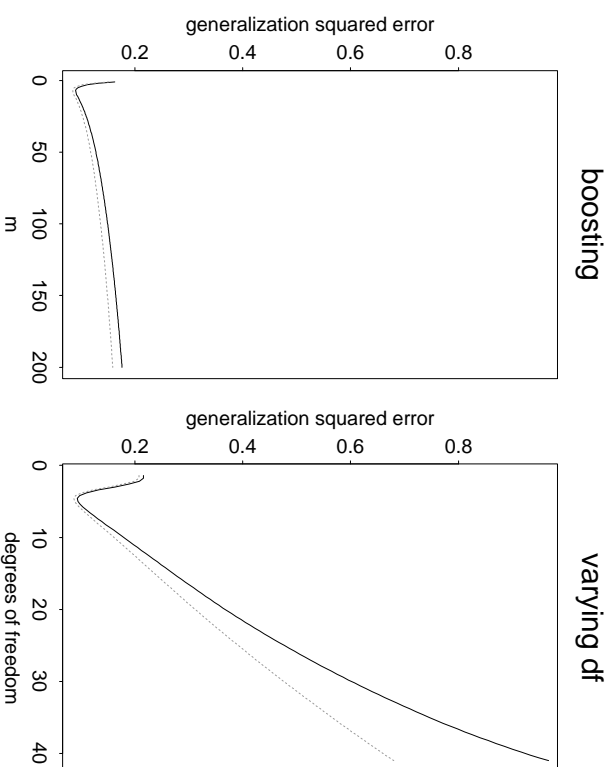 boosting
generalization squared error
0.2 0.4 0.6 0.8
0 50 100 150 200
m
varying df
generalization squared error
0.2 0.4 0.6 0.8
0 10 20 30 40
degrees of freedom